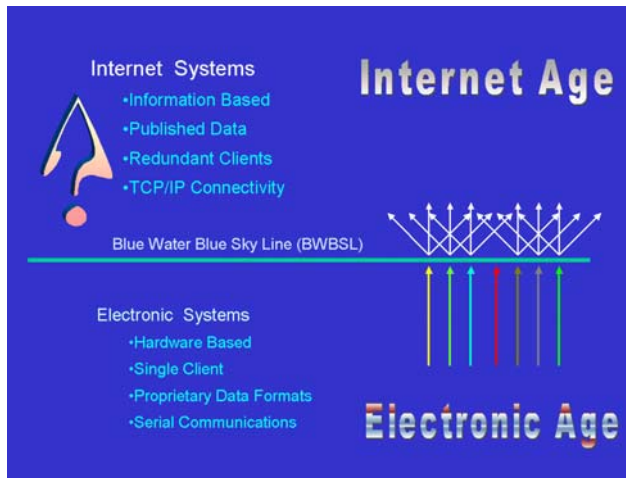 Internet Systems
•Information Based
•Published Data
•Redundant Clients
•TCP/IP Connectivity
Internet Age
Blue Water Blue Sky Line (BWBSL)
Electronic Systems
•Hardware Based
•Single Client
•Proprietary Data Formats
•Serial Communications
Electronic Age